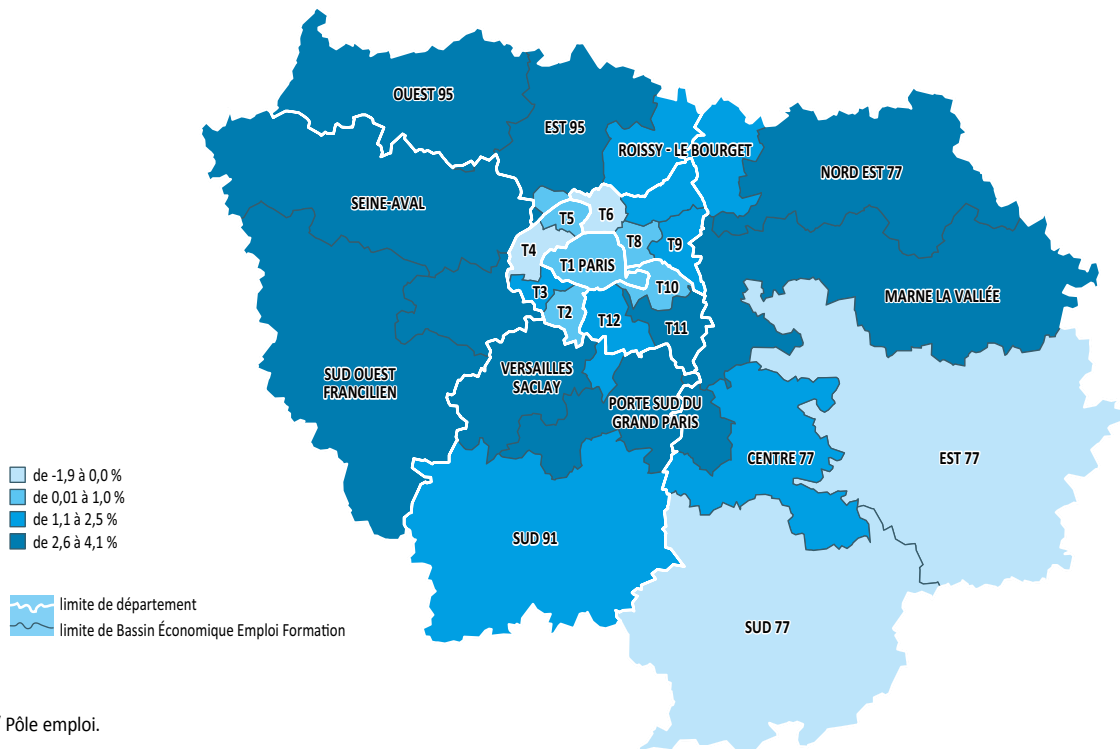 OUEST 95
EST 95
ROISSY - LE BOURGET
NORD EST 77
SEINE-AVAL
T5
T6
T4
T8
T9
T1 PARIS
T10
T3
T2
T12
T11
MARNE LA VALLÉE
SUD OUEST
FRANCILIEN
VERSAILLES
SACLAY
PORTE SUD DU
GRAND PARIS
CENTRE 77
EST 77
SUD 91
SUD 77
de -1,9 à 0,0 %
de 0,01 à 1,0 %
de 1,1 à 2,5 %
de 2,6 à 4,1 %
limite de département
limite de Bassin Économique Emploi Formation
Pôle emploi.